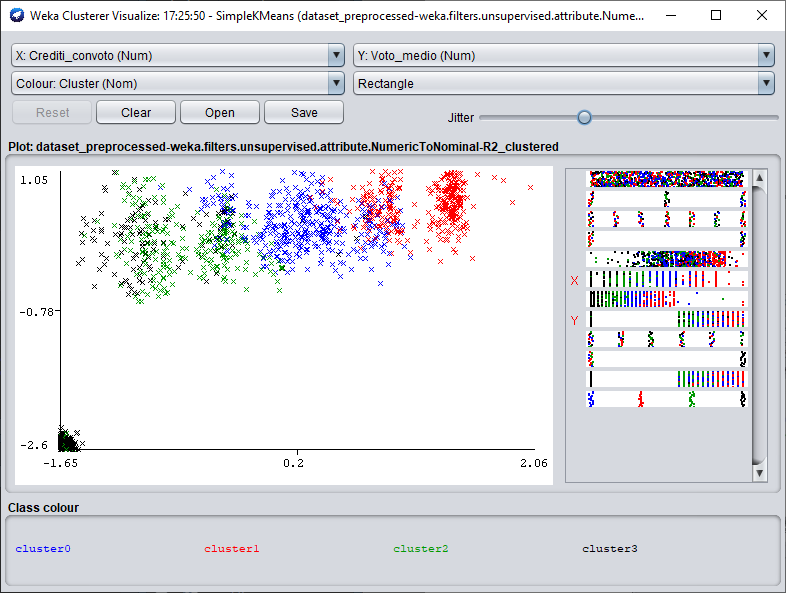 Weka Clusterer Visualize: 17:25:50 - SimpleKMeans (dataset_preprocessed-weka.filters.unsupervised.attribute.Nume...
X: Crediti_convoto (Num) Y: Voto_medio (Num)
Colour: Cluster (Nom) Rectangle
Reset Clear Open Save Jitter
Plot: dataset_preprocessed-weka.filters.unsupervised.attribute.NumericToNominal-R2_clustered
1.05
-0.78
-2.6
-1.65 0.2 2.06
X
Y
Class colour
cluster0 cluster1 cluster2 cluster3